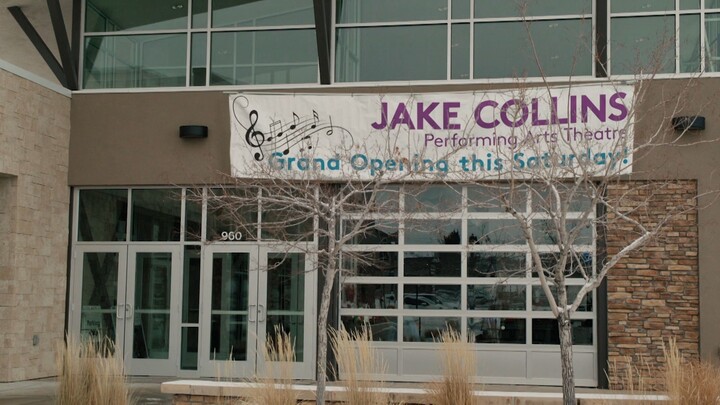 JAKE COLLINS
Performing Arts Theatre
Grand Opening this Saturday!
960